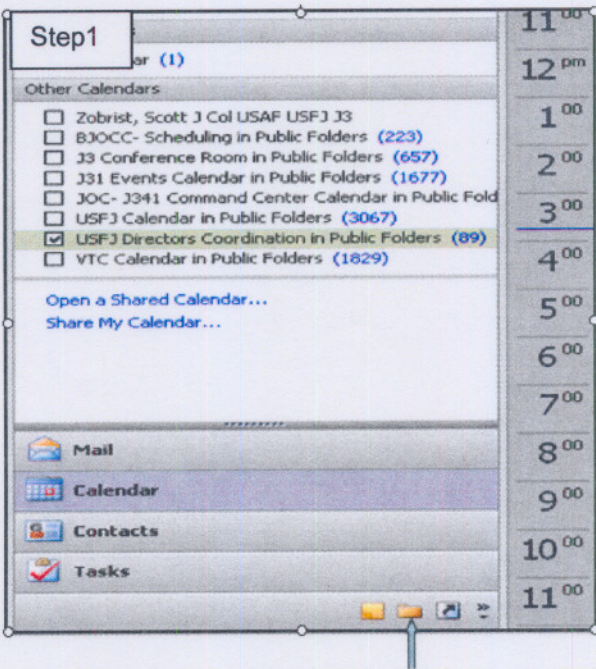 Step1
ar (1)
Other Calendars
Zobrist, Scott J Col USAF USFJ J3
BJOCC- Scheduling in Public Folders (223)
J3 Conference Room in Public Folders (657)
J31 Events Calendar in Public Folders (1677)
JOC- J341 Command Center Calendar in Public Fold
USFJ Calendar in Public Folders (3067)
USFJ Directors Coordination in Public Folders (89)
VTC Calendar in Public Folders (1829)
Open a Shared Calendar...
Share My Calendar...
Mail
Calendar
Contacts
Tasks
11 00
12 pm
1 00
2 00
3 00
4 00
5 00
6 00
7 00
8 00
9 00
10 00
11 00